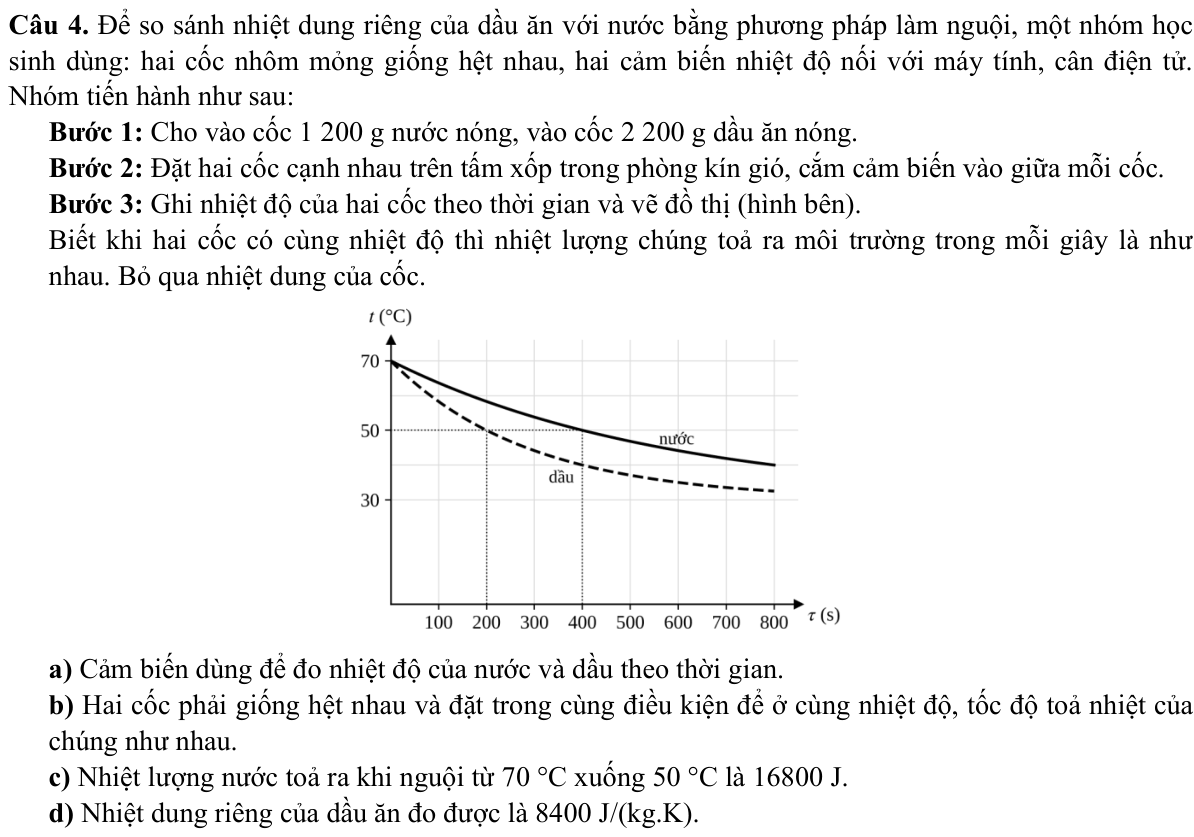 Câu 4. Để so sánh nhiệt dung riêng của dầu ăn với nước bằng phương pháp làm nguội, một nhóm học
sinh dùng: hai cốc nhôm mỏng giống hệt nhau, hai cảm biến nhiệt độ nối với máy tính, cân điện tử.
Nhóm tiến hành như sau:
Bước 1: Cho vào cốc 1 200 g nước nóng, vào cốc 2 200 g dầu ăn nóng.
Bước 2: Đặt hai cốc cạnh nhau trên tấm xốp trong phòng kín gió, cắm cảm biến vào giữa mỗi cốc.
Bước 3: Ghi nhiệt độ của hai cốc theo thời gian và vẽ đồ thị (hình bên).
Biết khi hai cốc có cùng nhiệt độ thì nhiệt lượng chúng toả ra môi trường trong mỗi giây là như
nhau. Bỏ qua nhiệt dung của cốc.
t (°C)
70
50
nước
dầu
30
100 200 300 400 500 600 700 800 τ (s)
a) Cảm biến dùng để đo nhiệt độ của nước và dầu theo thời gian.
b) Hai cốc phải giống hệt nhau và đặt trong cùng điều kiện để ở cùng nhiệt độ, tốc độ toả nhiệt của
chúng như nhau.
c) Nhiệt lượng nước toả ra khi nguội từ 70 °C xuống 50 °C là 16800 J.
d) Nhiệt dung riêng của dầu ăn đo được là 8400 J/(kg.K).